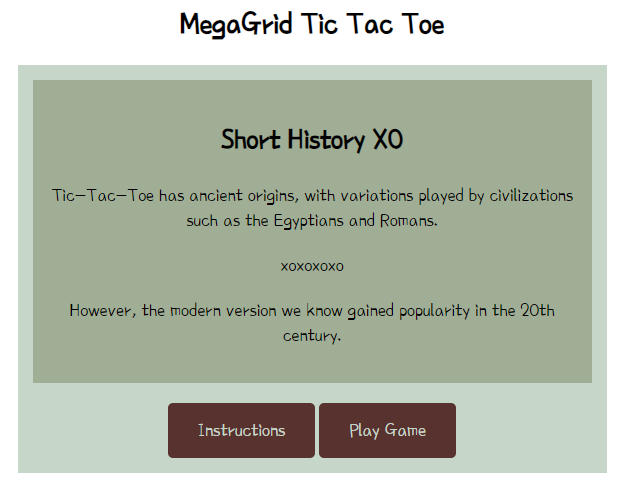 MegaGrid Tic Tac Toe
Short History XO
Tic-Tac-Toe has ancient origins, with variations played by civilizations
such as the Egyptians and Romans.
xoxoxoxo
However, the modern version we know gained popularity in the 20th
century.
Instructions
Play Game